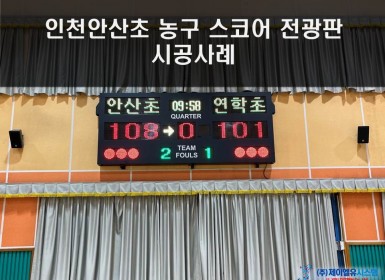 인천안산초 농구 스코어 전광판
시공사례
안산초 09:58 연학초
QUARTER
108 → 0 101
TEAM
2 FOULS 1
(주)제이엘유시스템